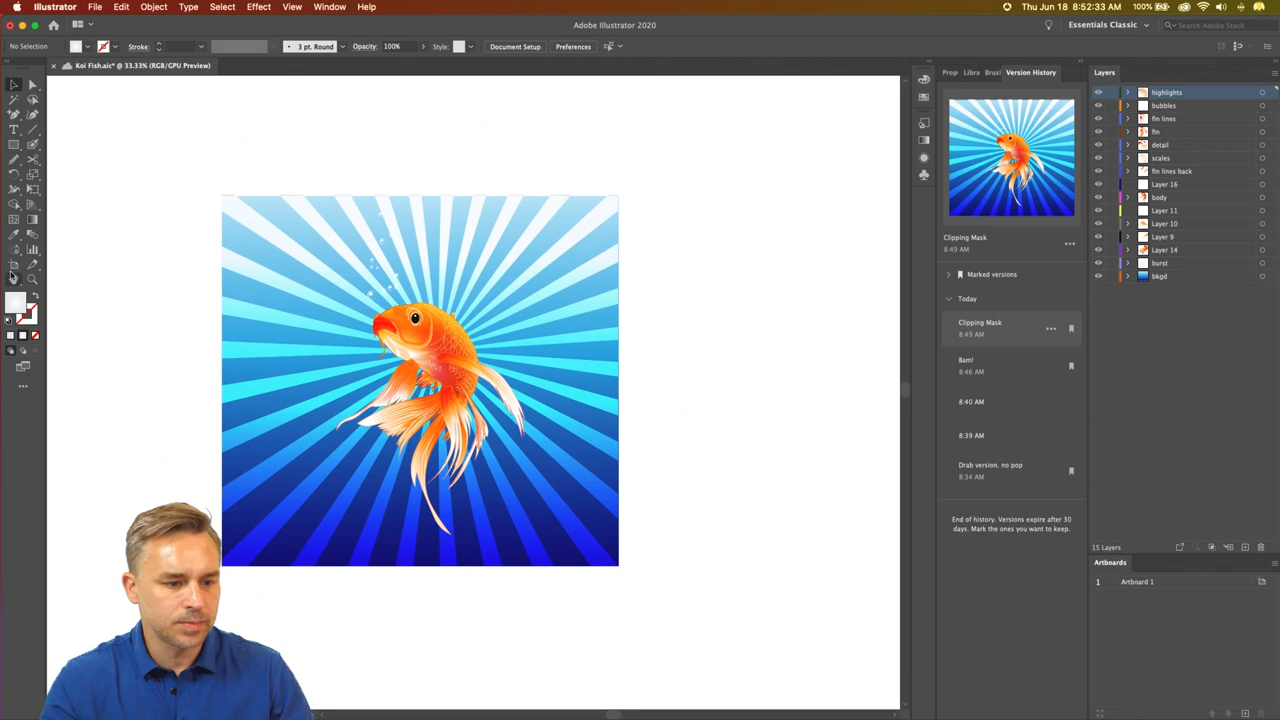 Illustrator File Edit Object Type Select Effect View Window Help
100% Thu Jun 18 8:52:33 AM
Adobe Illustrator 2020
Essentials Classic
Search Adobe Stock
No Selection
Stroke:
3 pt. Round
Opacity: 100%
Style:
Document Setup
Preferences
Koi Fish.aic* @ 33.33% (RGB/GPU Preview)
Prop Libra Brus Version History
Clipping Mask
8:49 AM
Marked versions
Today
Clipping Mask
8:49 AM
Bam!
8:46 AM
8:40 AM
8:39 AM
Drab version. no pop
8:34 AM
End of history. Versions expire after 30
days. Mark the ones you want to keep.
Layers
highlights
bubbles
fin lines
fin
detail
scales
fin lines back
Layer 16
body
Layer 11
Layer 10
Layer 9
Layer 14
burst
bkgd
15 Layers
Artboards
1 Artboard 1